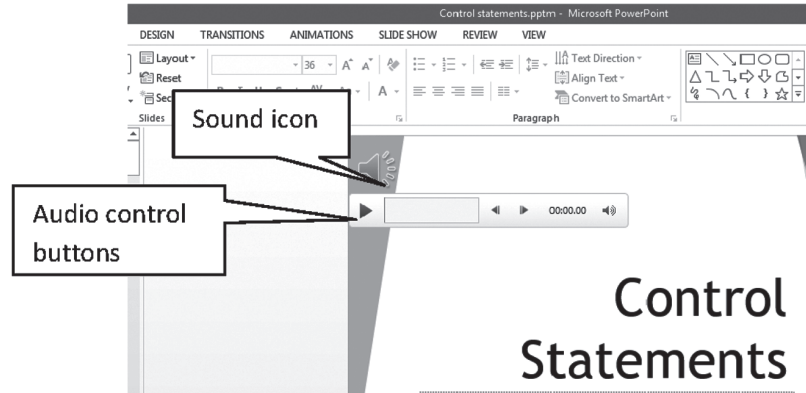 Control statements.pptm - Microsoft PowerPoint
DESIGN TRANSITIONS ANIMATIONS SLIDE SHOW REVIEW VIEW
Layout
36 A A
Text Direction
Reset
Align Text
Sec
A
Convert to SmartArt
Slides
Paragraph
Sound icon
Audio control
buttons
00:00.00
Control
Statements